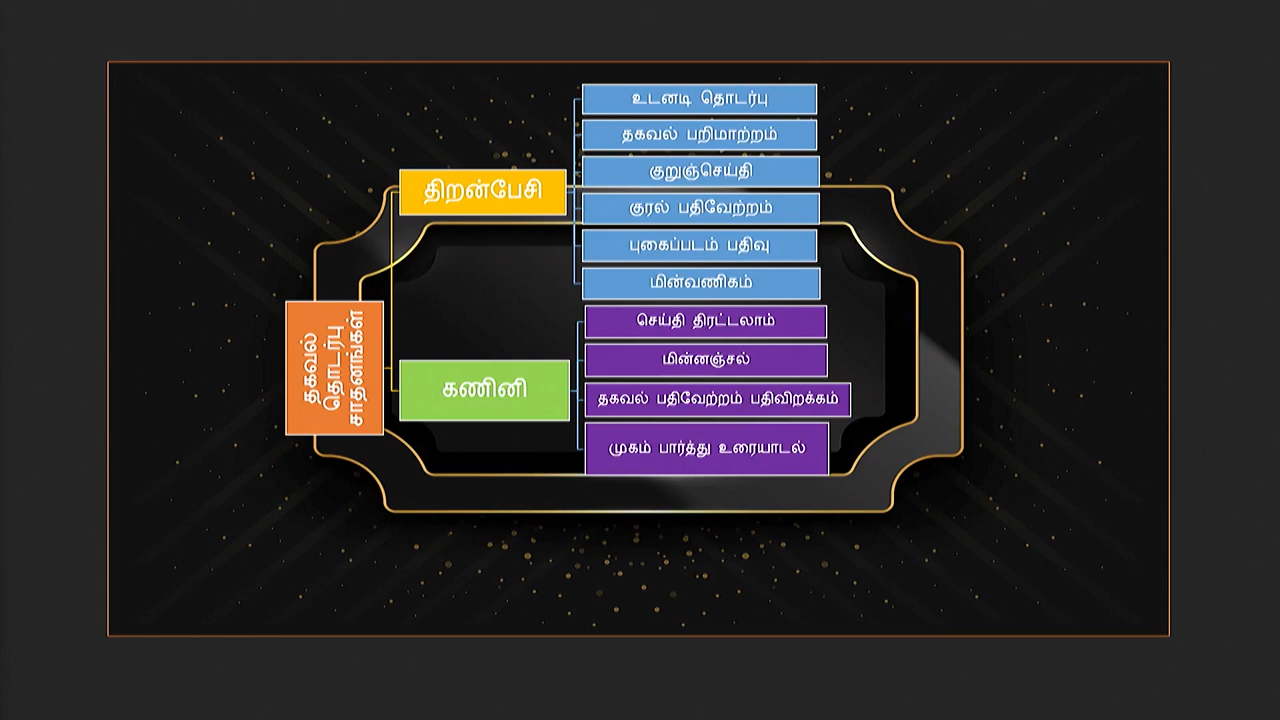 தகவல்
தொடர்பு
சாதனங்கள்
திறன்பேசி
உடனடி தொடர்பு
தகவல் பறிமாற்றம்
குறுஞ்செய்தி
குரல் பதிவேற்றம்
புகைப்படம் பதிவு
மின்வணிகம்
கணினி
செய்தி திரட்டலாம்
மின்னஞ்சல்
தகவல் பதிவேற்றம் பதிவிறக்கம்
முகம் பார்த்து உரையாடல்